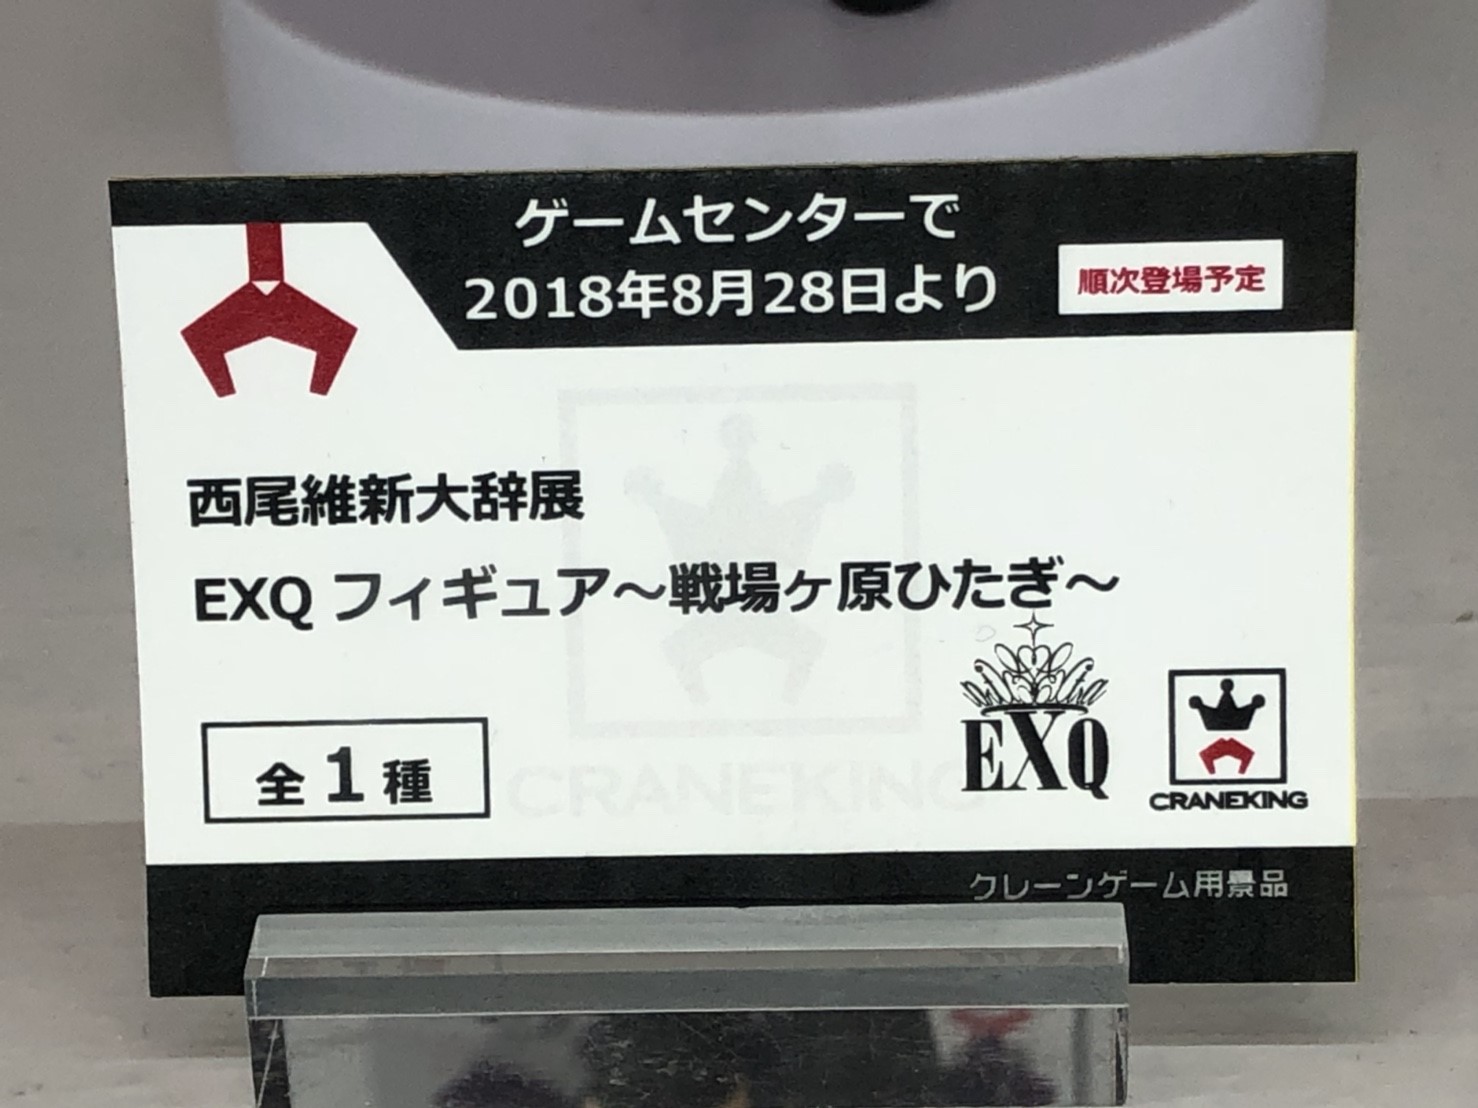 ゲームセンターで
2018年8月28日より
順次登場予定
西尾維新大辞展
EXQ フィギュア～戦場ヶ原ひたぎ～
全1種
EXQ
CRANEKING
CRANEKING
クレーンゲーム用景品